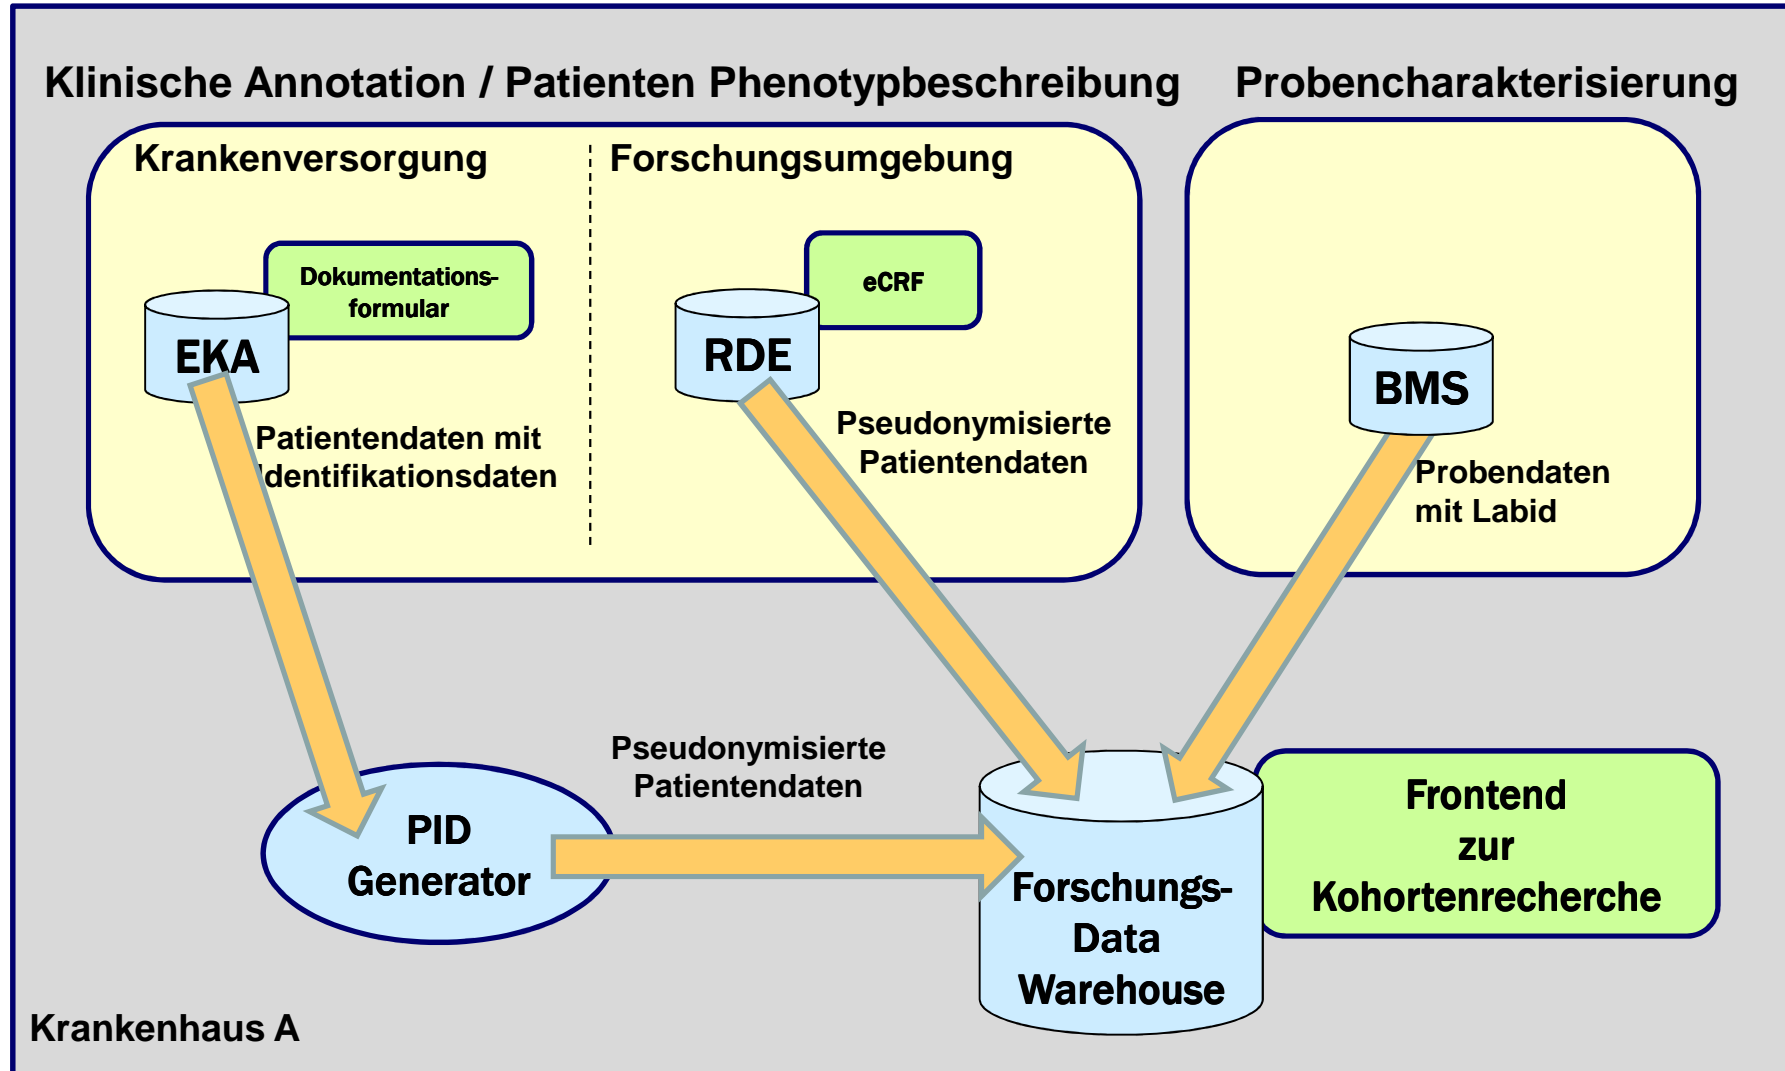 Klinische Annotation / Patienten Phenotypbeschreibung
Probencharakterisierung
Krankenversorgung
Forschungsumgebung
Dokumentations-
formular
eCRF
EKA
RDE
BMS
Patientendaten mit
Identifikationsdaten
Pseudonymisierte
Patientendaten
Probendaten
mit Labid
Pseudonymisierte
Patientendaten
PID
Generator
Forschungs-
Data
Warehouse
Frontend
zur
Kohortenrecherche
Krankenhaus A